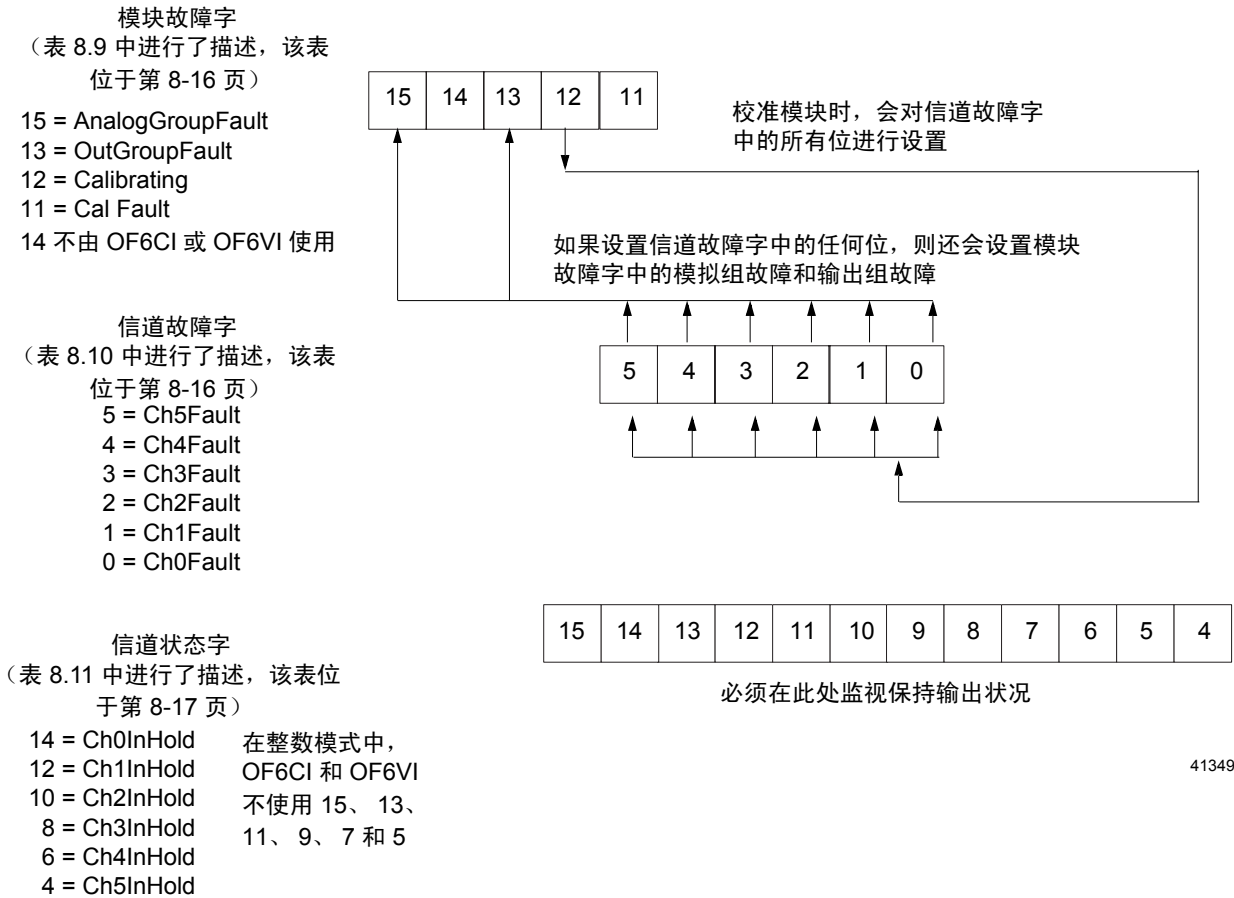 模块故障字
（表 8.9 中进行了描述，该表
位于第 8-16 页）
15 = AnalogGroupFault
13 = OutGroupFault
12 = Calibrating
11 = Cal Fault
14 不由 OF6CI 或 OF6VI 使用
15 14 13 12 11
校准模块时，会对信道故障字
中的所有位进行设置
如果设置信道故障字中的任何位，则还会设置模块
故障字中的模拟组故障和输出组故障
信道故障字
（表 8.10 中进行了描述，该表
位于第 8-16 页）
5 = Ch5Fault
4 = Ch4Fault
3 = Ch3Fault
2 = Ch2Fault
1 = Ch1Fault
0 = Ch0Fault
5 4 3 2 1 0
信道状态字
（表 8.11 中进行了描述，该表位
于第 8-17 页）
14 = Ch0InHold
12 = Ch1InHold
10 = Ch2InHold
8 = Ch3InHold
6 = Ch4InHold
4 = Ch5InHold
在整数模式中，
OF6CI 和 OF6VI
不使用 15、 13、
11、 9、 7 和 5
15 14 13 12 11 10 9 8 7 6 5 4
必须在此处监视保持输出状况
41349